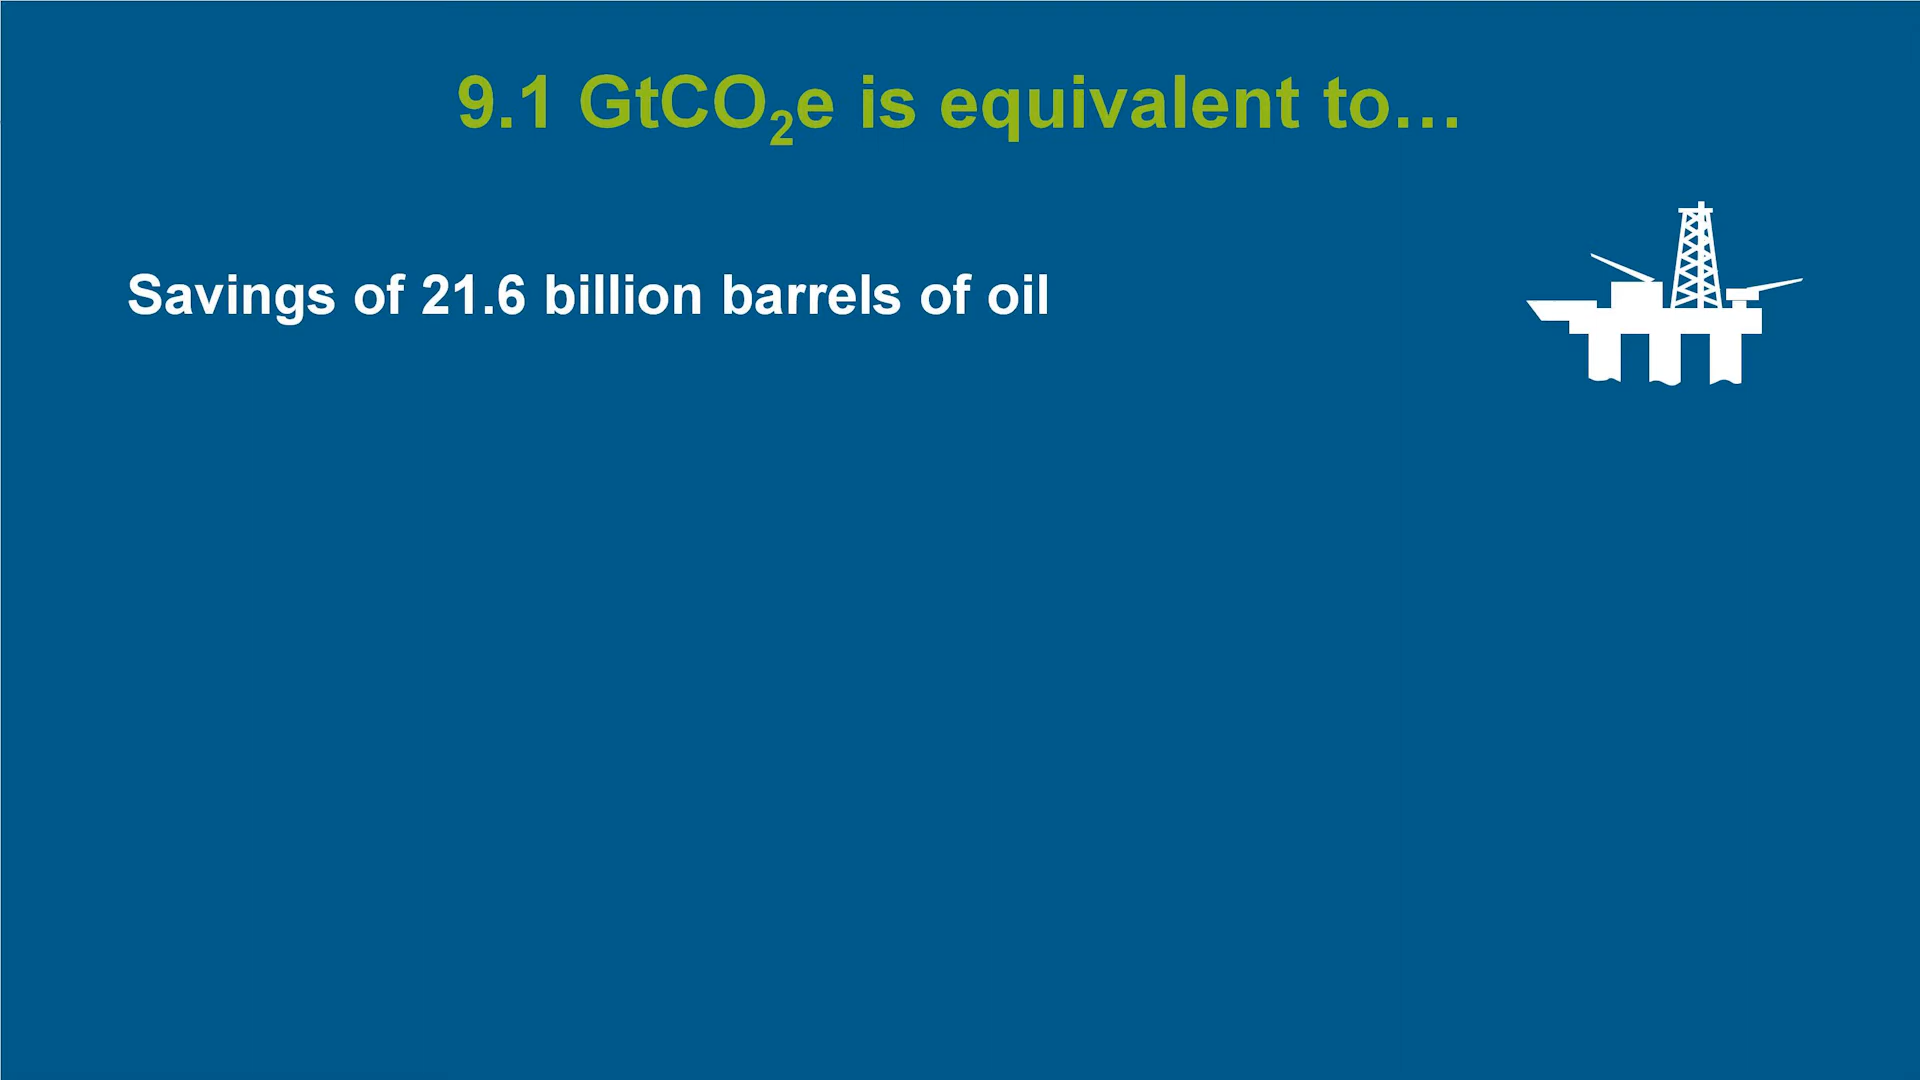 9.1 GtCO₂e is equivalent to…
Savings of 21.6 billion barrels of oil